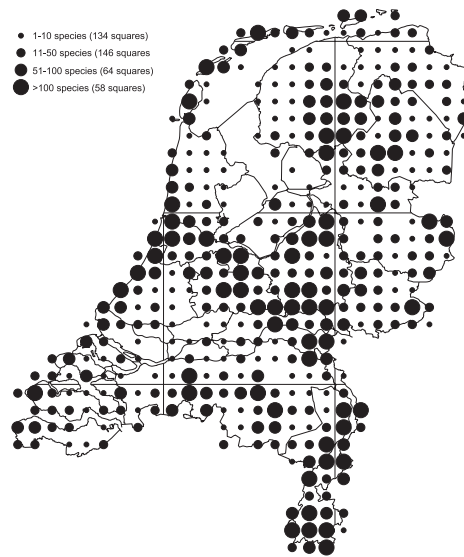 1-10 species (134 squares)
11-50 species (146 squares
51-100 species (64 squares)
>100 species (58 squares)